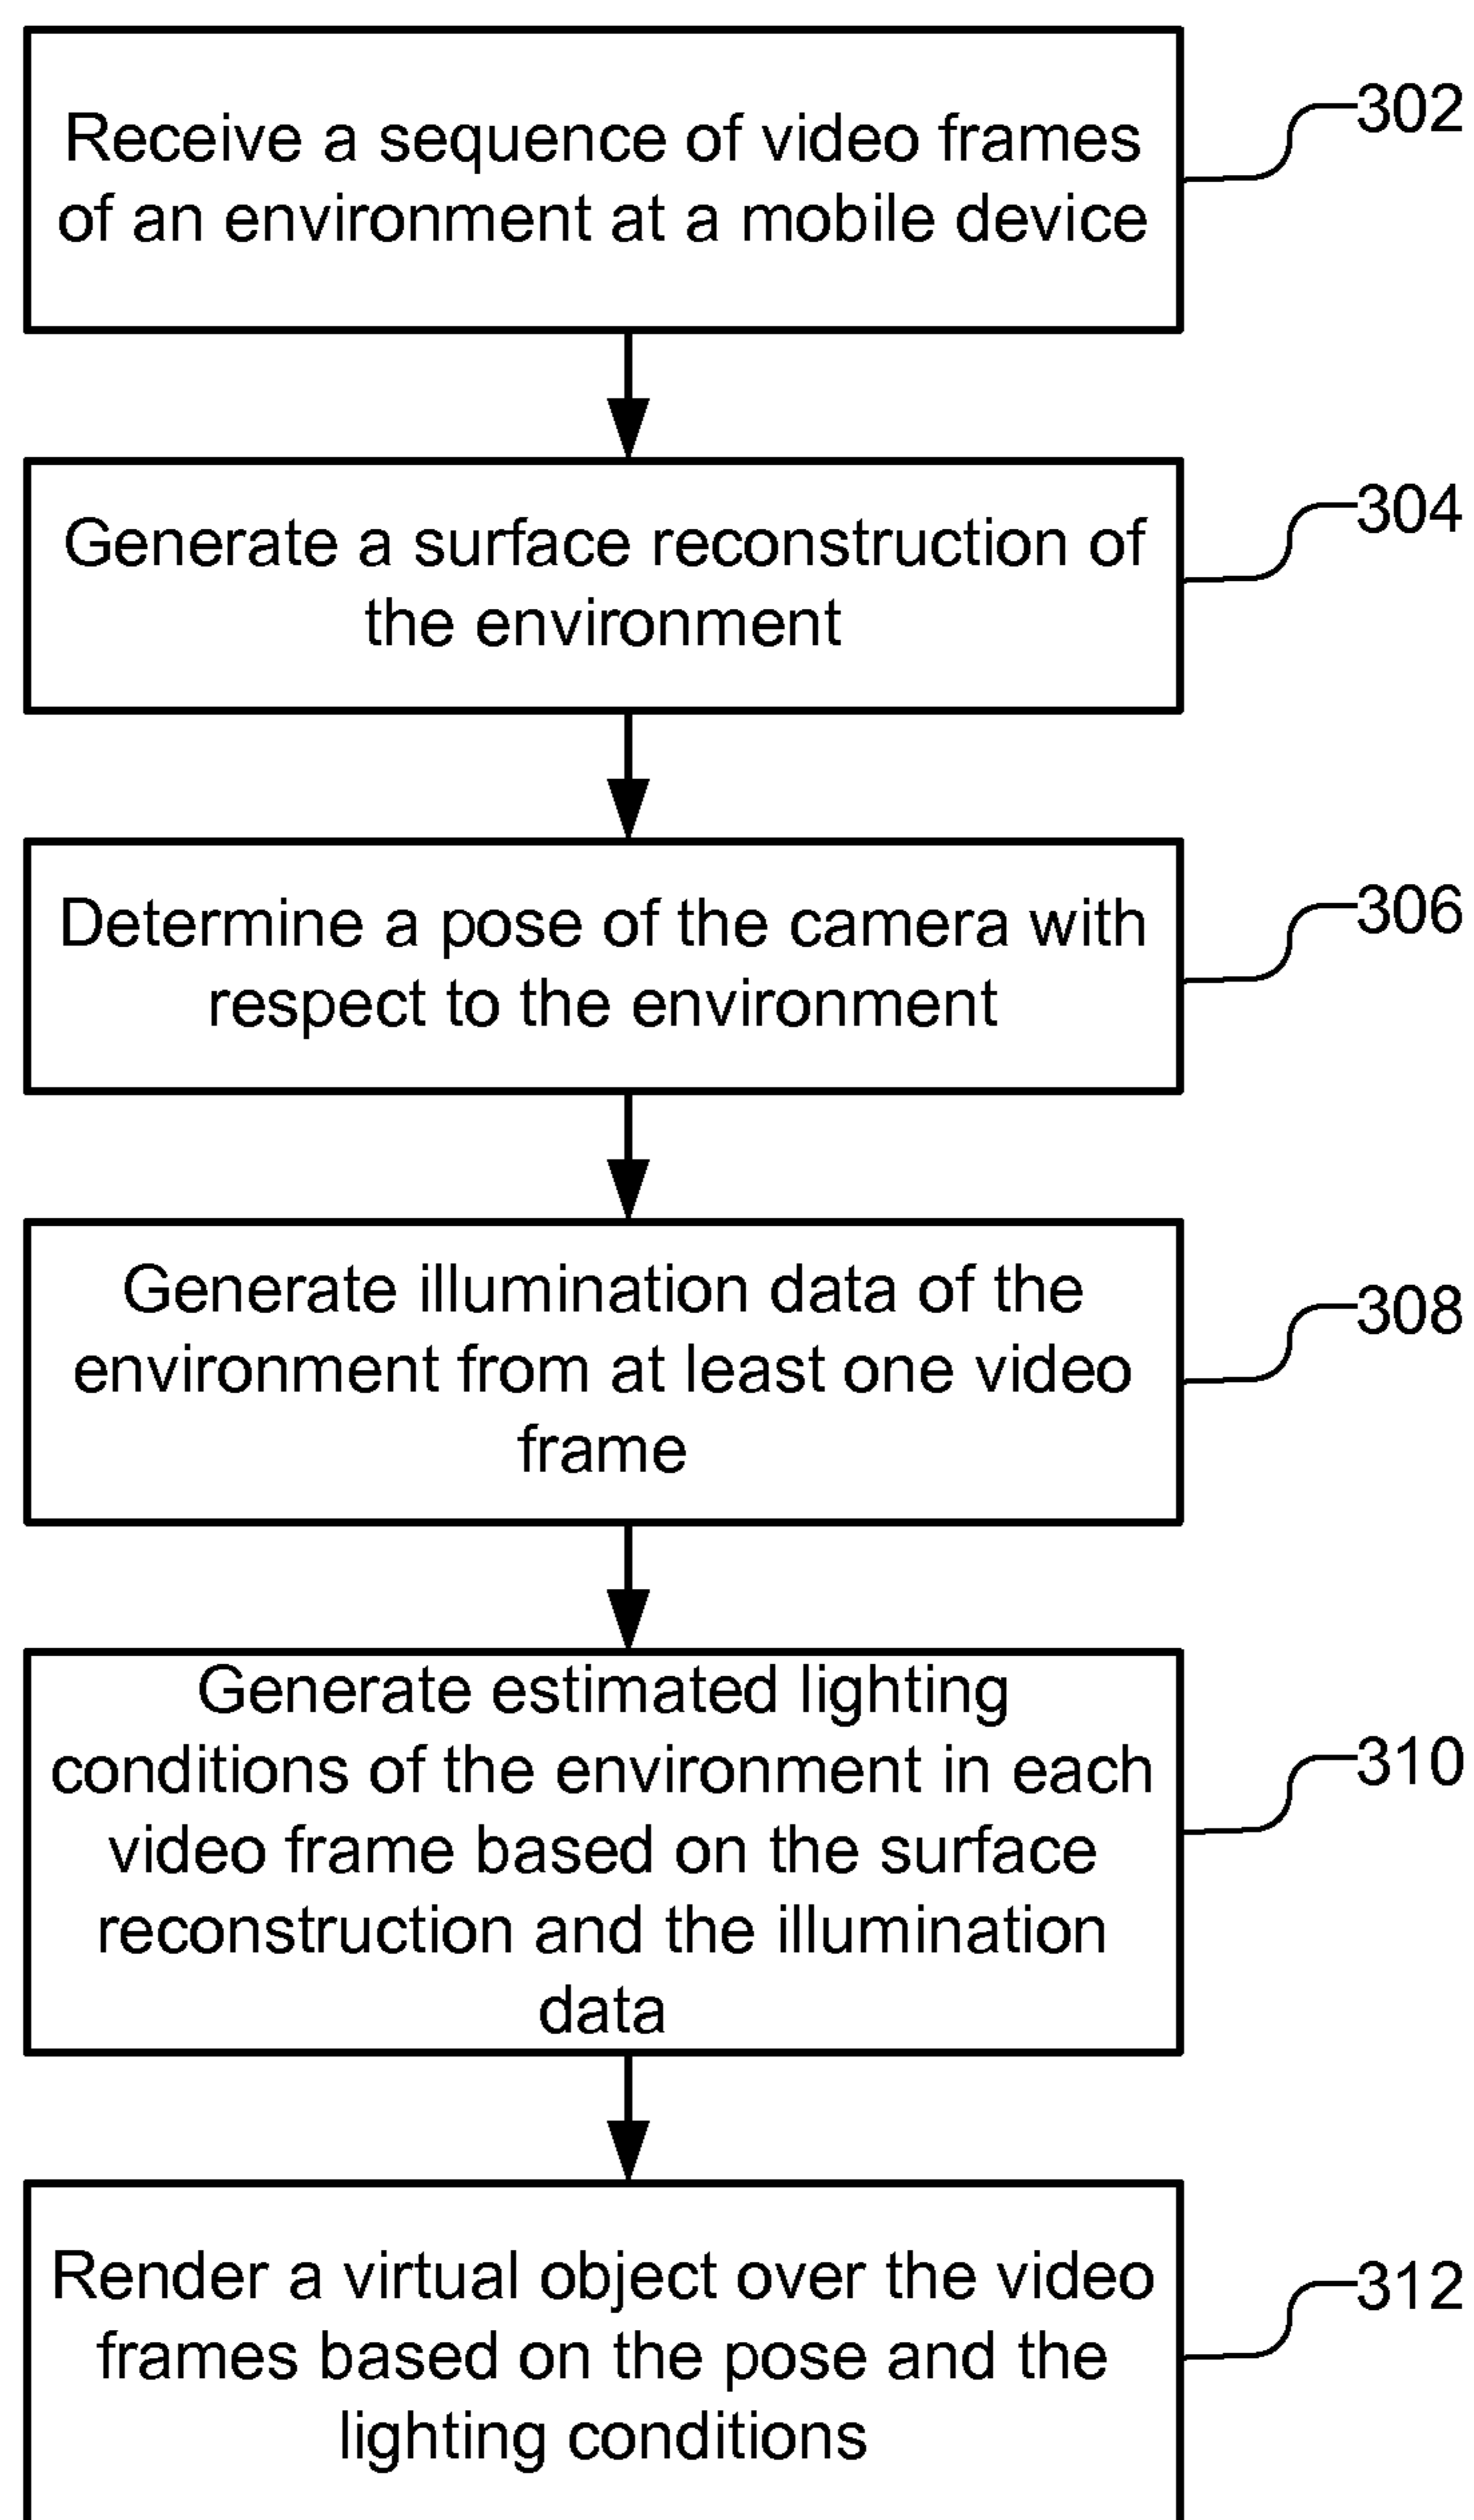 Receive a sequence of video frames
of an environment at a mobile device
302
Generate a surface reconstruction of
the environment
304
Determine a pose of the camera with
respect to the environment
306
Generate illumination data of the
environment from at least one video
frame
308
Generate estimated lighting
conditions of the environment in each
video frame based on the surface
reconstruction and the illumination
data
310
Render a virtual object over the video
frames based on the pose and the
lighting conditions
312